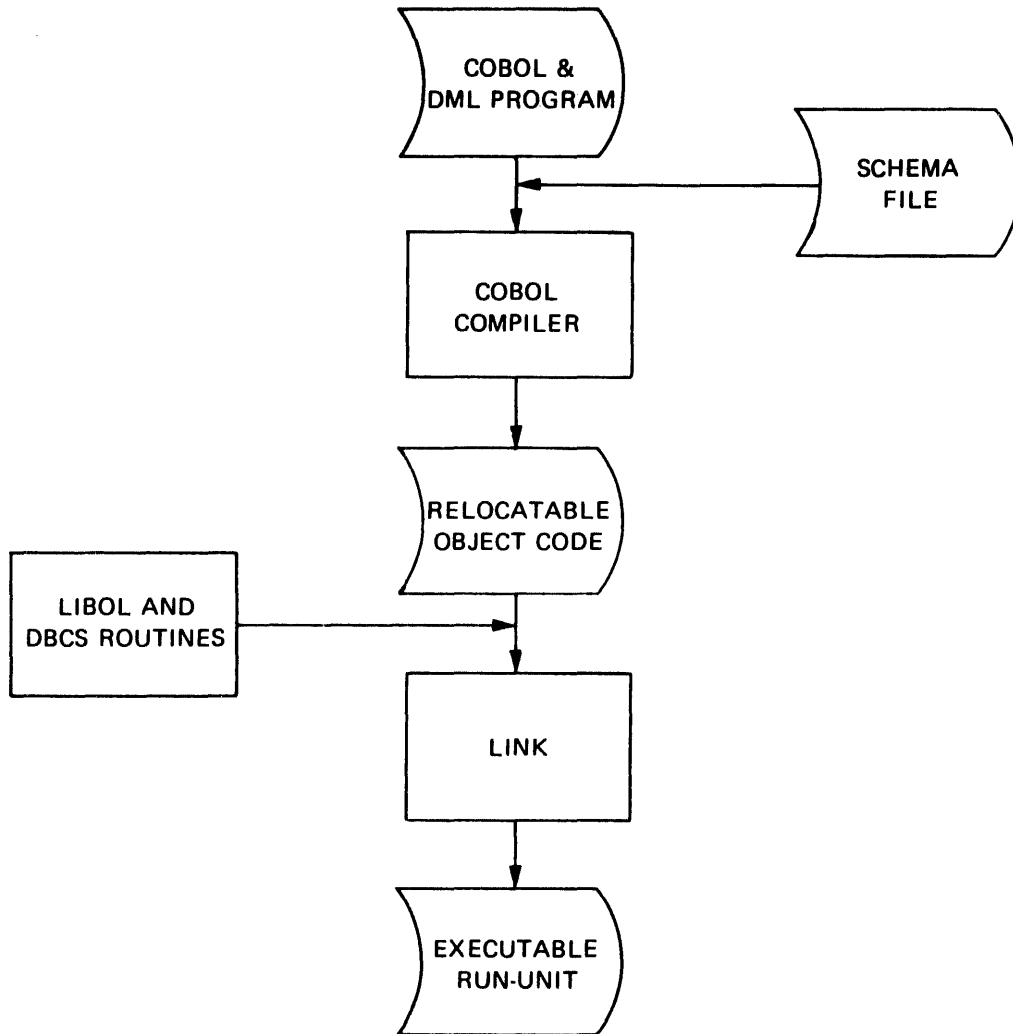 COBOL &
DML PROGRAM
SCHEMA
FILE
COBOL
COMPILER
RELOCATABLE
OBJECT CODE
LIBOL AND
DBCS ROUTINES
LINK
EXECUTABLE
RUN-UNIT